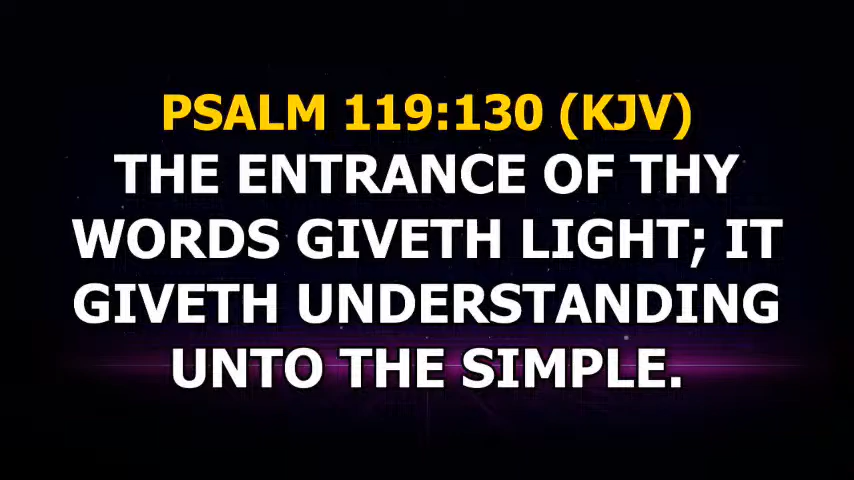 PSALM 119:130 (KJV)
THE ENTRANCE OF THY
WORDS GIVETH LIGHT; IT
GIVETH UNDERSTANDING
UNTO THE SIMPLE.